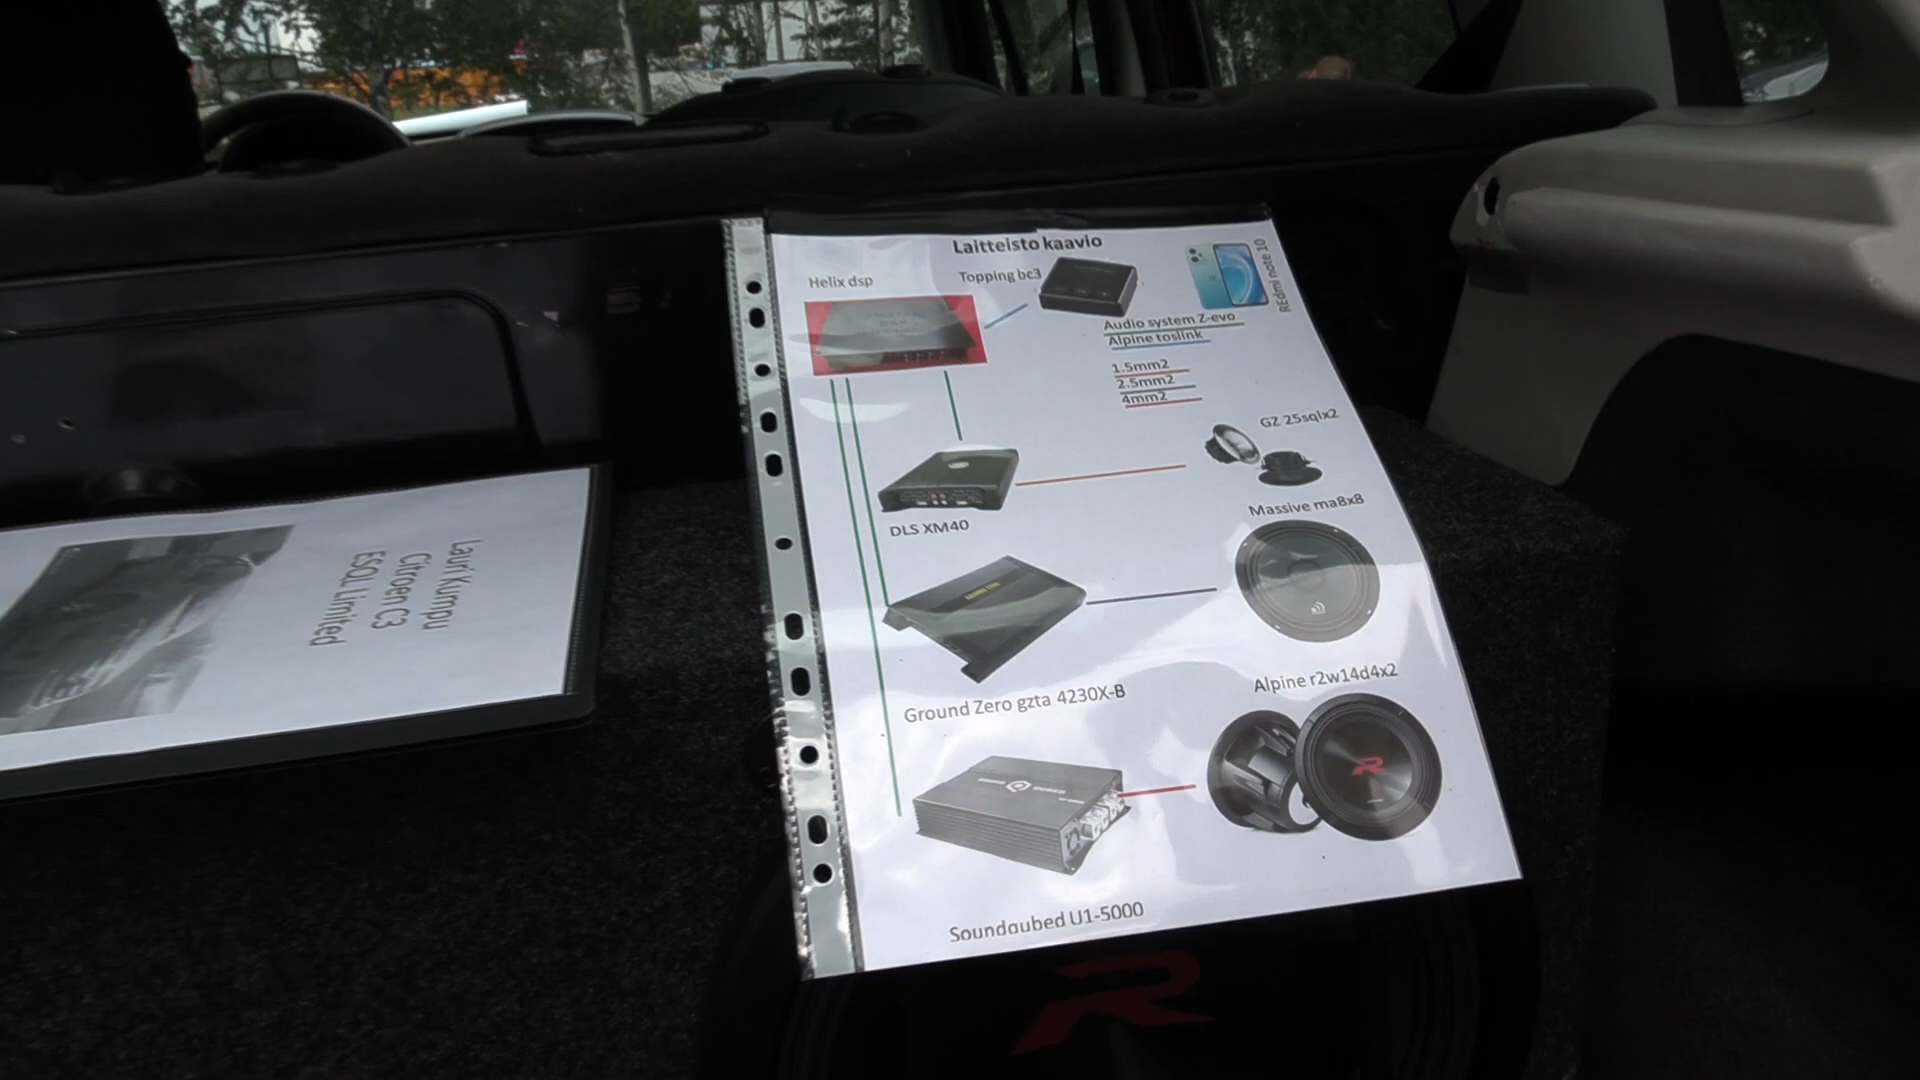 Laitteisto kaavio
Helix dsp
Topping bc3
REdmi note 10
Audio system Z-evo
Alpine toslink
1.5mm2
2.5mm2
4mm2
GZ 25sqlx2
DLS XM40
Massive ma8x8
Ground Zero gzta 4230X-B
Alpine r2w14d4x2
Soundqubed U1-5000
R
R
Lauri Kumpu
Citroen C3
ESQL Limited